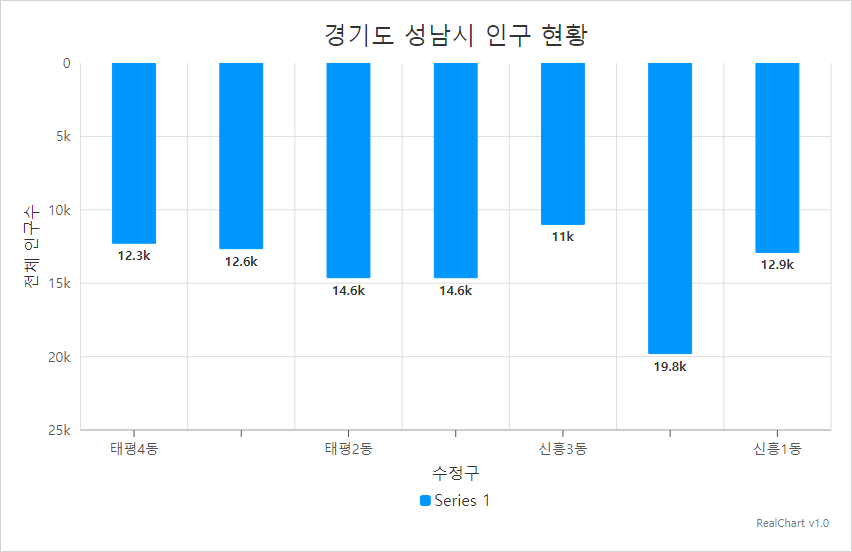 경기도 성남시 인구 현황
전체 인구수
0
5k
10k
15k
20k
25k
12.3k
12.6k
14.6k
14.6k
11k
19.8k
12.9k
태평4동
태평2동
신흥3동
신흥1동
수정구
Series 1
RealChart v1.0